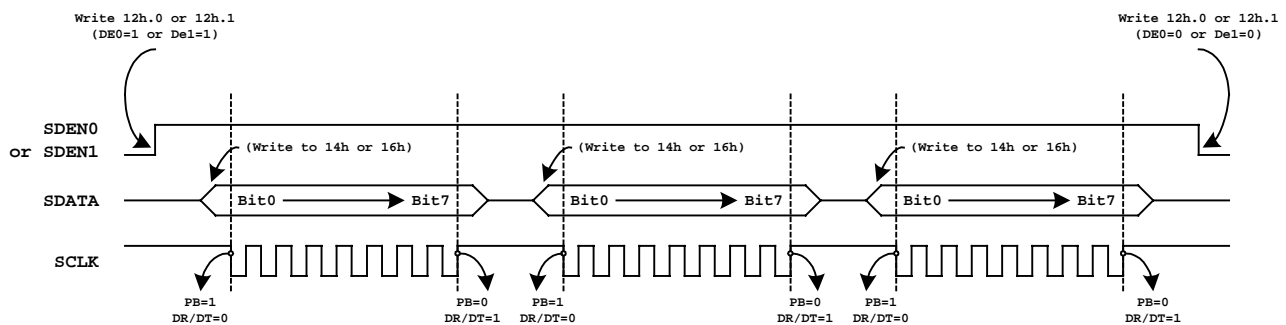 Write 12h.0 or 12h.1
(DE0=1 or De1=1)
Write 12h.0 or 12h.1
(DE0=0 or De1=0)
SDEN0
or SDEN1
(Write to 14h or 16h)
(Write to 14h or 16h)
(Write to 14h or 16h)
SDATA
Bit0
Bit7
Bit0
Bit7
Bit0
Bit7
SCLK
PB=1
DR/DT=0
PB=0
DR/DT=1
PB=1
DR/DT=0
PB=0
DR/DT=1
PB=1
DR/DT=0
PB=0
DR/DT=1